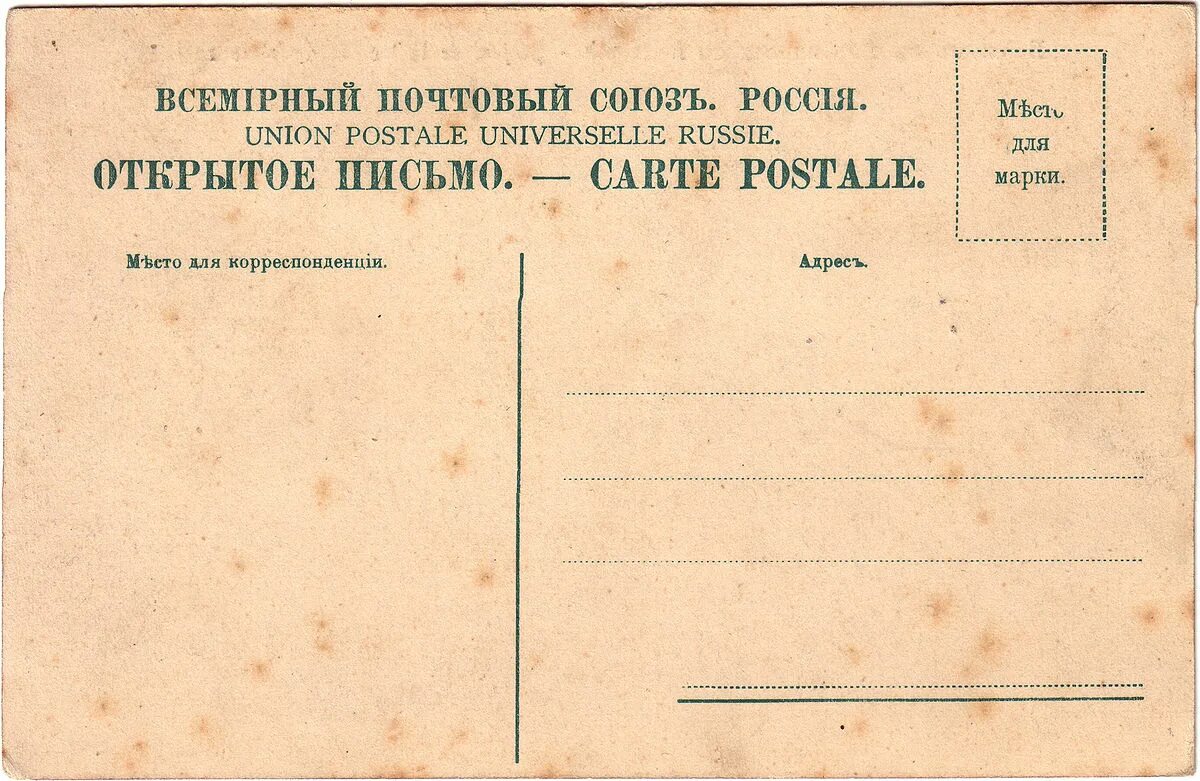 ВСЕМІРНЫЙ ПОЧТОВЫЙ СОЮЗЪ. РОССІЯ.
UNION POSTALE UNIVERSELLE RUSSIE.
ОТКРЫТОЕ ПИСЬМО. — CARTE POSTALE.
Мѣсто
для
марки.
Мѣсто для корреспонденціи.
Адресъ.